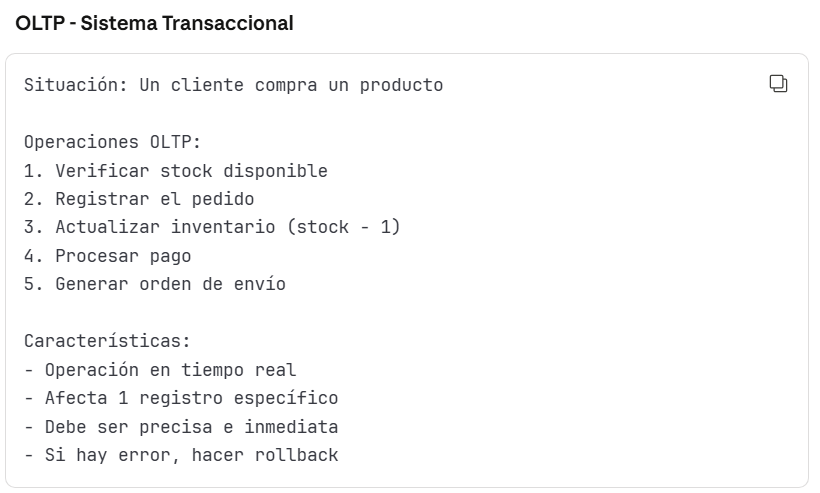 OLTP - Sistema Transaccional
Situación: Un cliente compra un producto
Operaciones OLTP:
1. Verificar stock disponible
2. Registrar el pedido
3. Actualizar inventario (stock - 1)
4. Procesar pago
5. Generar orden de envío
Características:
- Operación en tiempo real
- Afecta 1 registro específico
- Debe ser precisa e inmediata
- Si hay error, hacer rollback